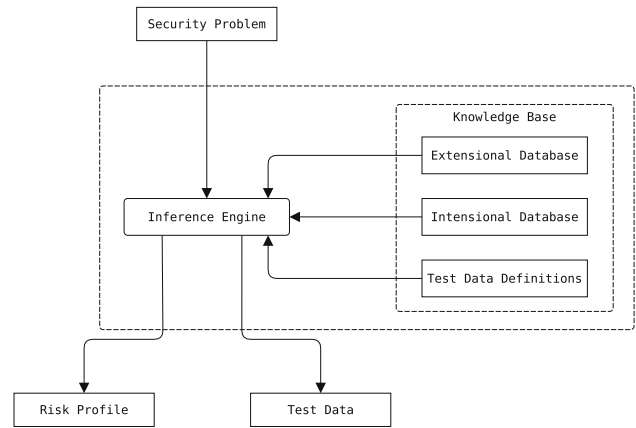 Security Problem
Knowledge Base
Extensional Database
Inference Engine
Intensional Database
Test Data Definitions
Risk Profile
Test Data